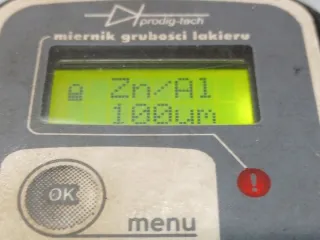 prodig-tech
miernik grubości lakieru
Zn/Al
100um
OK
menu
!